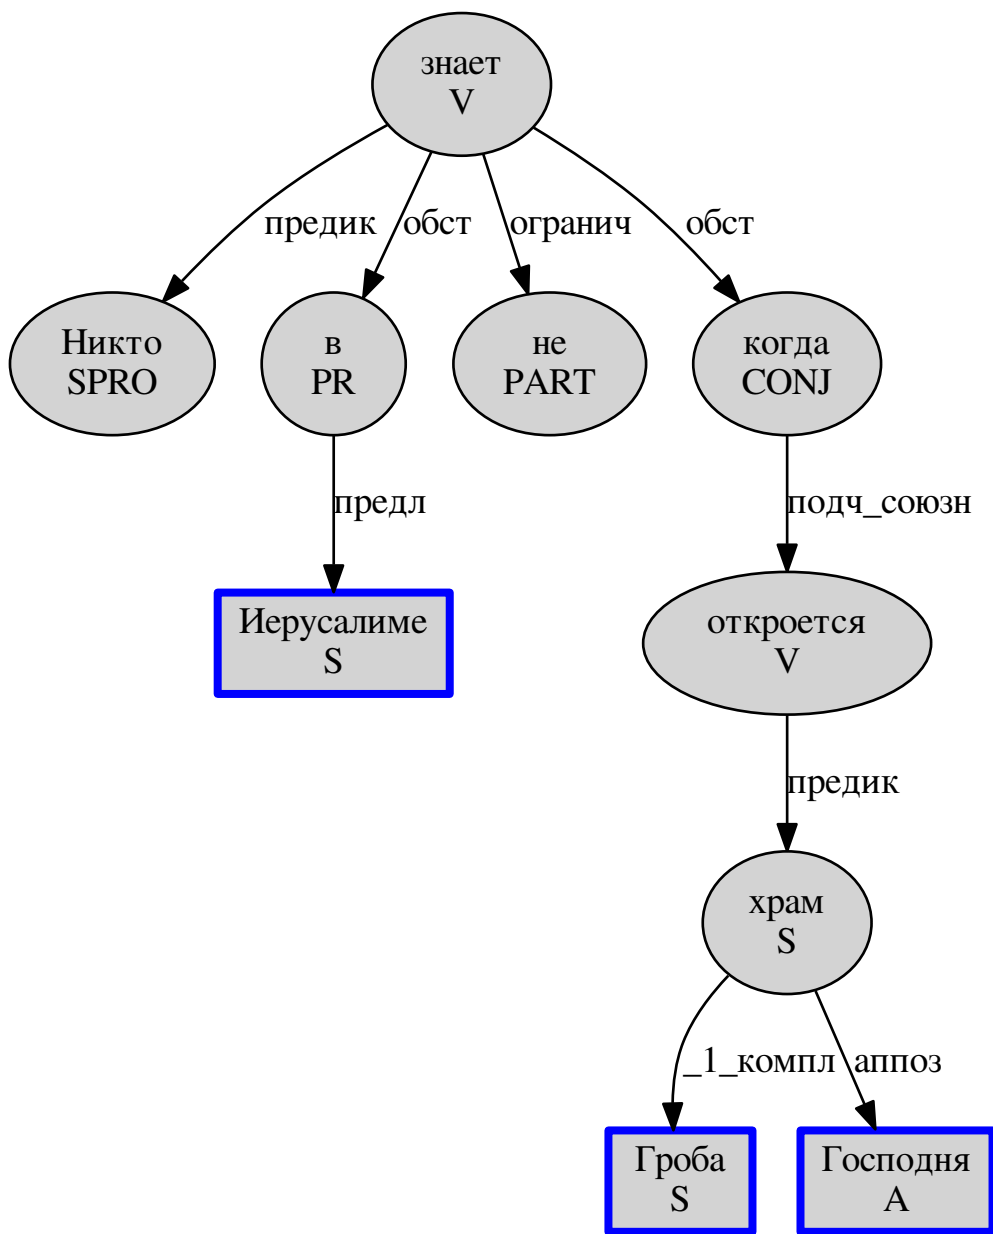 знает
V
предик
обст
огранич
обст
Никто
SPRO
в
PR
не
PART
когда
CONJ
предл
подч_союзн
Иерусалиме
S
откроется
V
предик
храм
S
_1_компл
аппоз
Гроба
S
Господня
A